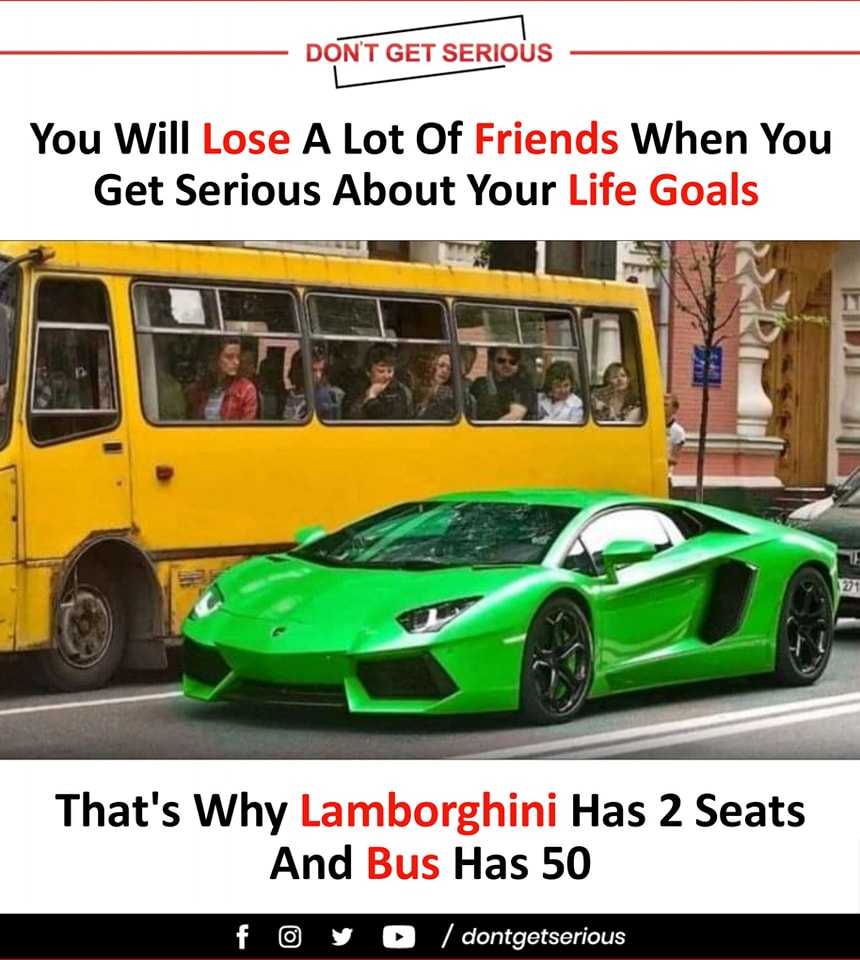 DON'T GET SERIOUS
You Will Lose A Lot Of Friends When You
Get Serious About Your Life Goals
271
That's Why Lamborghini Has 2 Seats
And Bus Has 50
/ dontgetserious